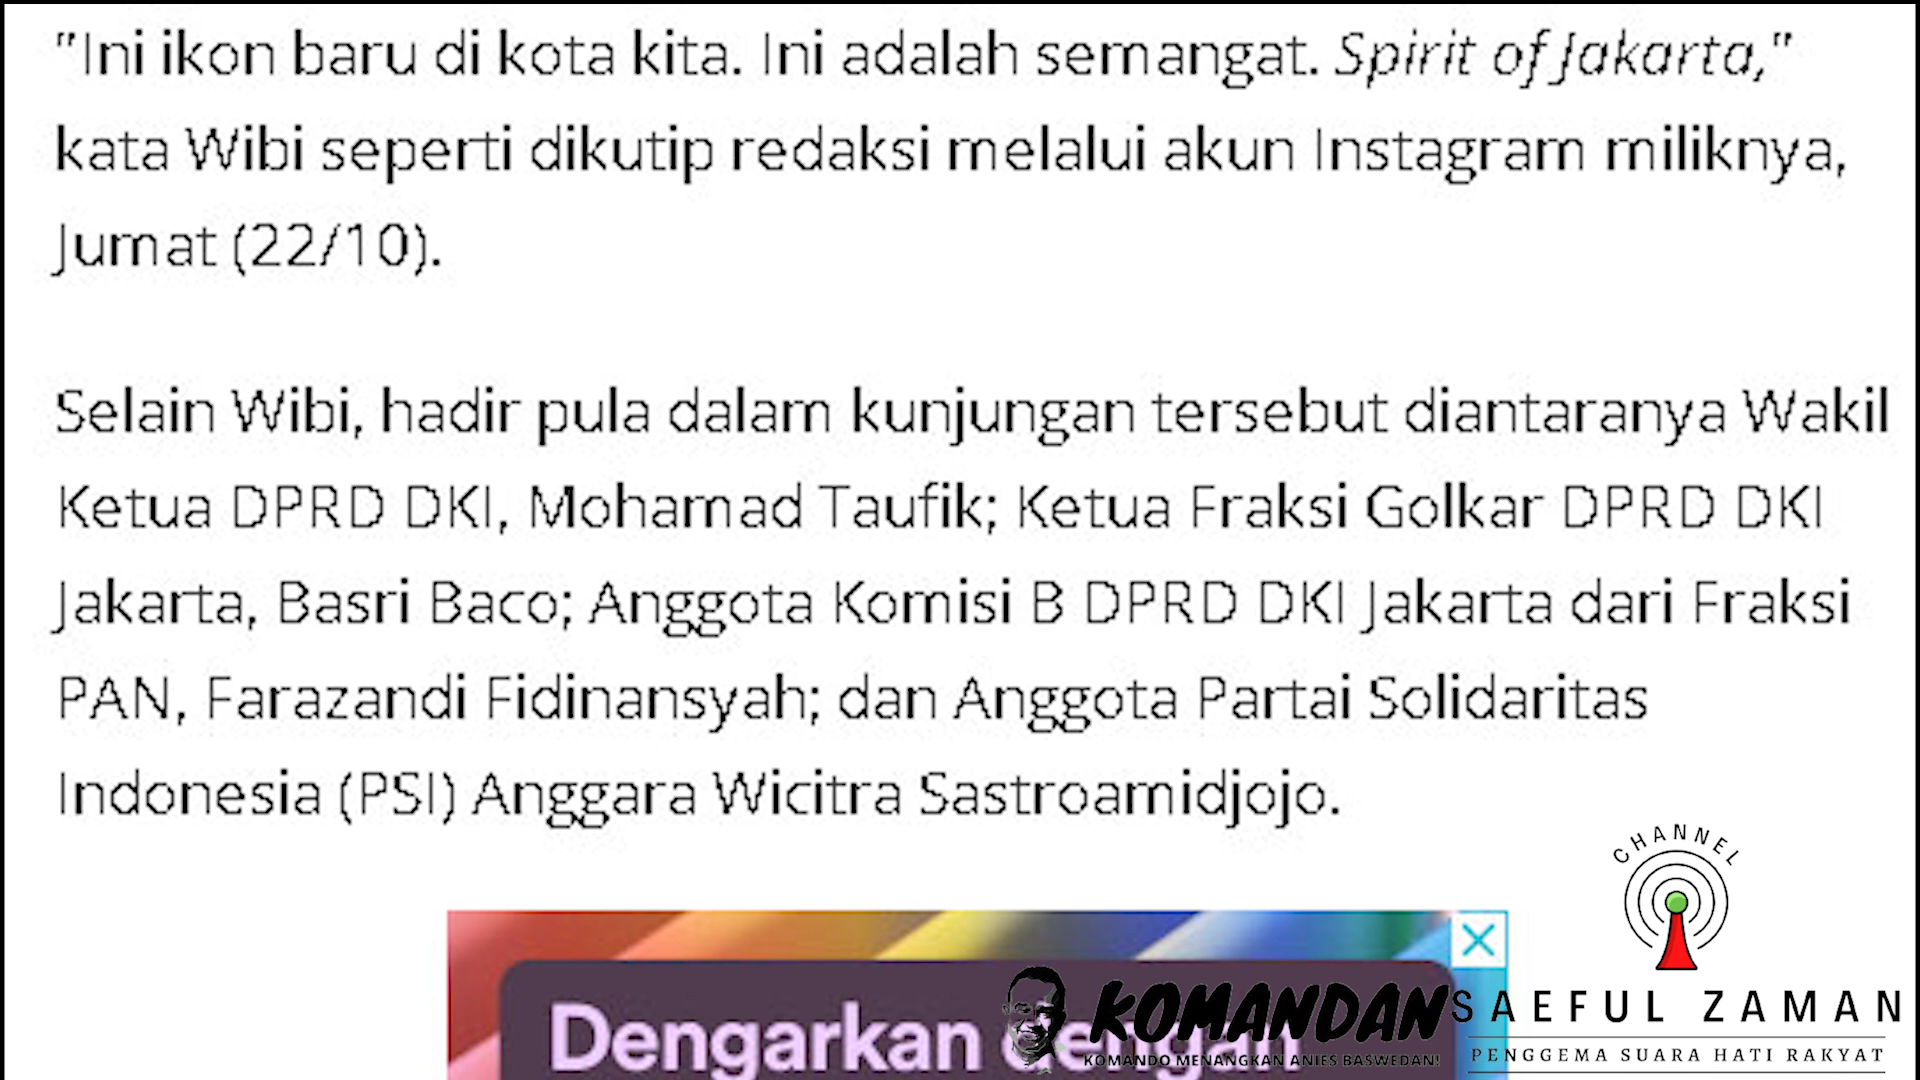 "Ini ikon baru di kota kita. Ini adalah semangat. Spirit of Jakarta,"
kata Wibi seperti dikutip redaksi melalui akun Instagram miliknya,
Jumat (22/10).
Selain Wibi, hadir pula dalam kunjungan tersebut diantaranya Wakil
Ketua DPRD DKI, Mohamad Taufik; Ketua Fraksi Golkar DPRD DKI
Jakarta, Basri Baco; Anggota Komisi B DPRD DKI Jakarta dari Fraksi
PAN, Farazandi Fidinansyah; dan Anggota Partai Solidaritas
Indonesia (PSI) Anggara Wicitra Sastroamidjojo.
Dengarkan dengan
KOMANDAN
KOMANDO MENANGKAN ANIES BASWEDAN!
CHANNEL
SAEFUL ZAMAN
PENGGEMA SUARA HATI RAKYAT